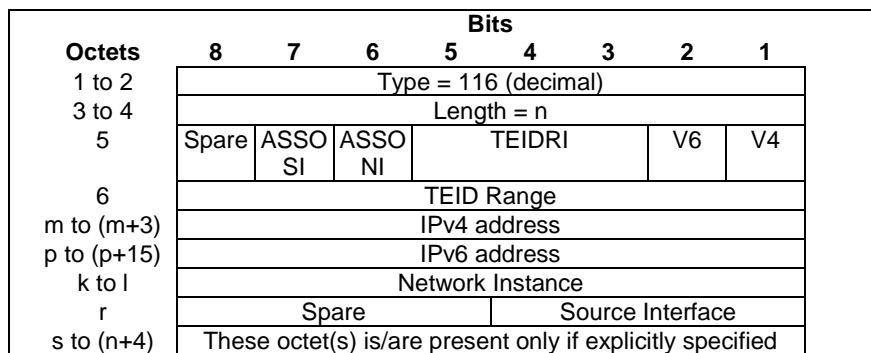 Bits
Octets 8 7 6 5 4 3 2 1
1 to 2 Type = 116 (decimal)
3 to 4 Length = n
5 Spare ASSO ASSO TEIDRI V6 V4
SI NI
6 TEID Range
m to (m+3) IPv4 address
p to (p+15) IPv6 address
k to l Network Instance
r Spare Source Interface
s to (n+4) These octet(s) is/are present only if explicitly specified